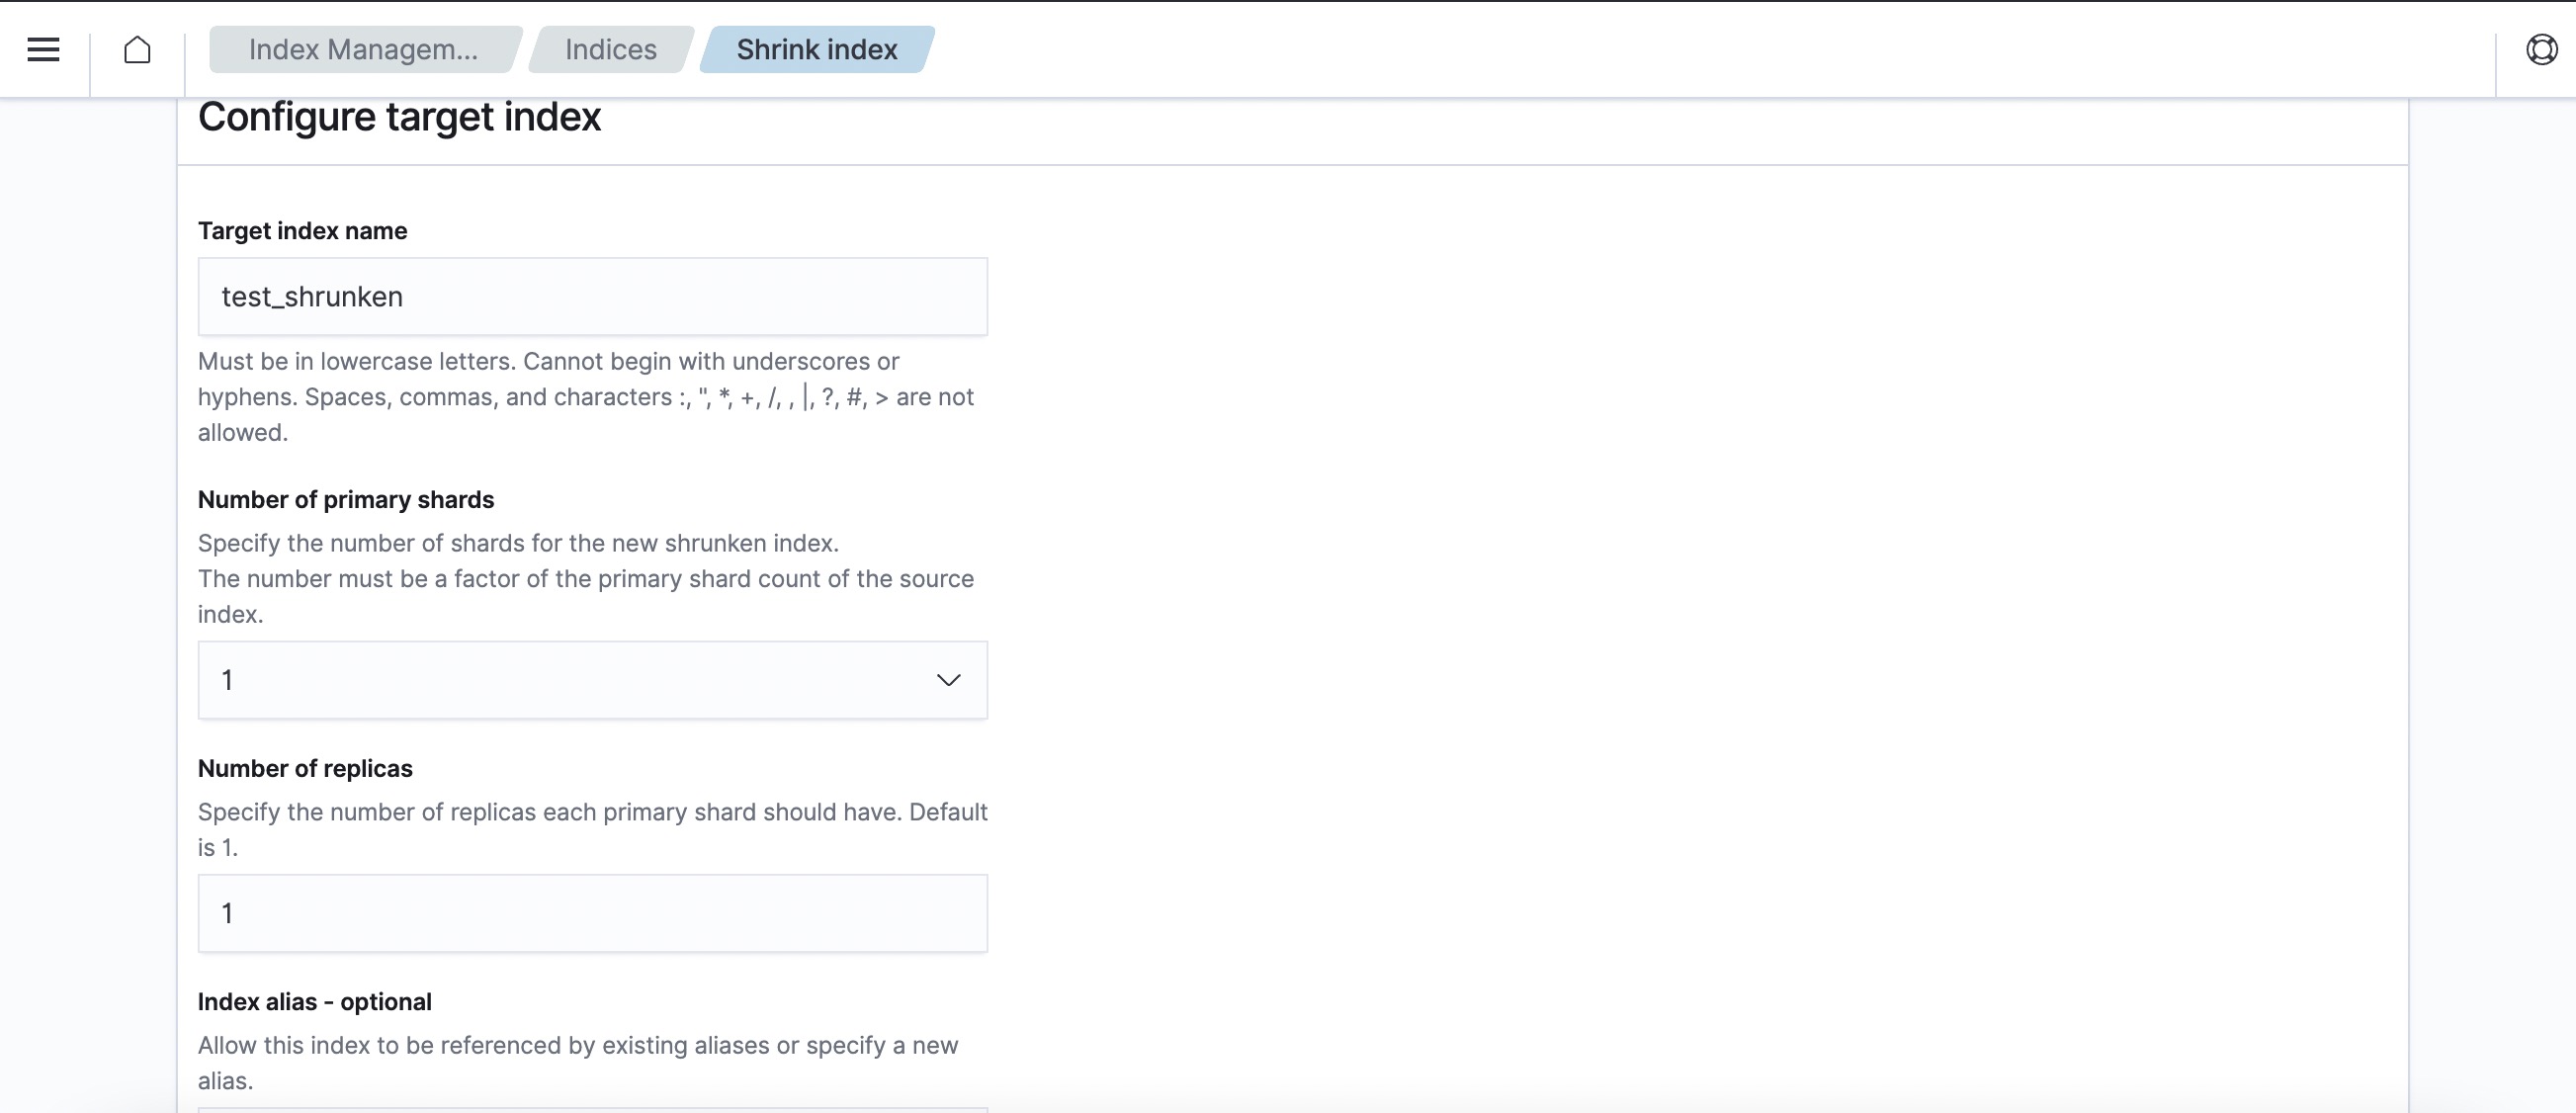 Index Managem...
Indices
Shrink index
Configure target index
Target index name
test_shrunken
Must be in lowercase letters. Cannot begin with underscores or
hyphens. Spaces, commas, and characters :, ", *, +, /, , |, ?, #, > are not
allowed.
Number of primary shards
Specify the number of shards for the new shrunken index.
The number must be a factor of the primary shard count of the source
index.
1
Number of replicas
Specify the number of replicas each primary shard should have. Default
is 1.
1
Index alias - optional
Allow this index to be referenced by existing aliases or specify a new
alias.